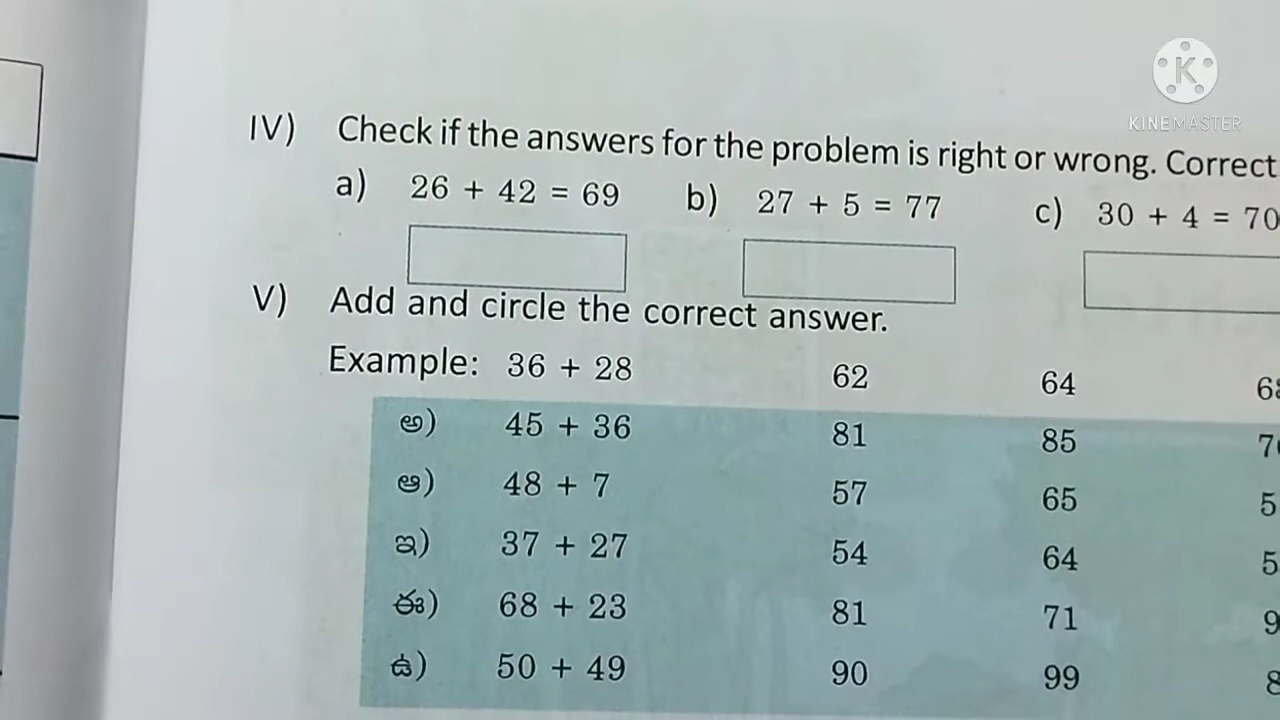 KINEMASTER
IV) Check if the answers for the problem is right or wrong. Correct
a) 26 + 42 = 69 b) 27 + 5 = 77 c) 30 + 4 = 70
V) Add and circle the correct answer.
Example: 36 + 28 62 64
అ) 45 + 36 81 85
ఆ) 48 + 7 57 65
ఇ) 37 + 27 54 64
ఈ) 68 + 23 81 71
ఉ) 50 + 49 90 99